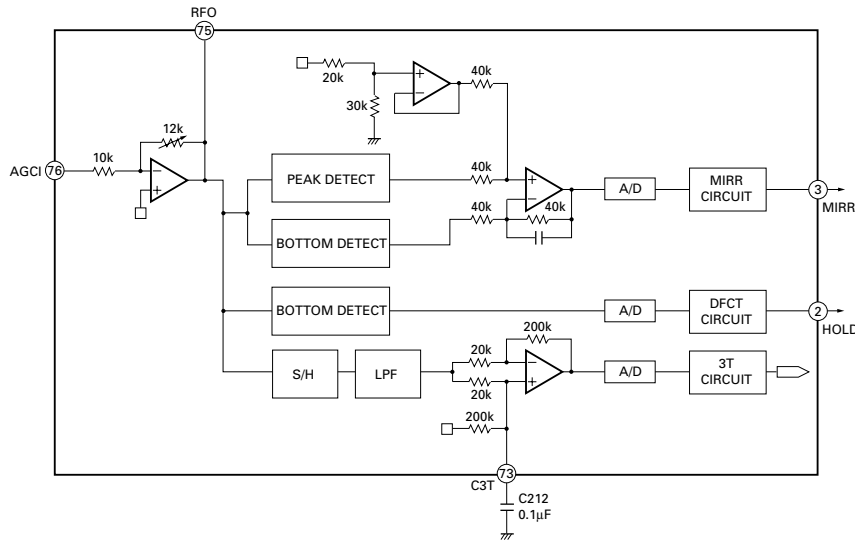 RFO
75
20k
30k
40k
12k
10k
AGCI
76
PEAK DETECT
40k
40k
40k
A/D
MIRR
CIRCUIT
3
MIRR
BOTTOM DETECT
BOTTOM DETECT
A/D
DFCT
CIRCUIT
2
HOLD
S/H
LPF
20k
20k
200k
A/D
3T
CIRCUIT
200k
73
C3T
C212
0.1µF